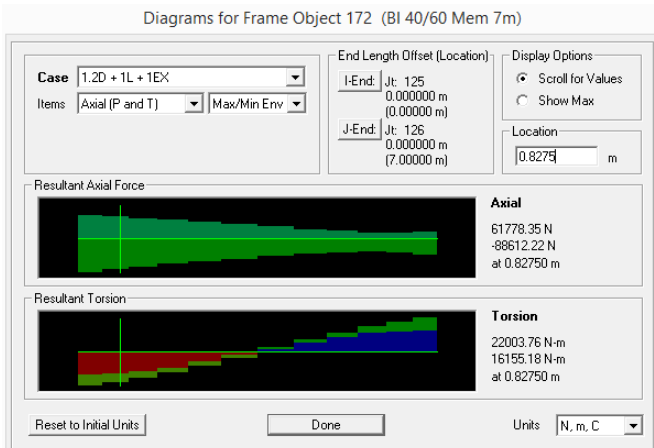 Diagrams for Frame Object 172 (BI 40/60 Mem 7m)
Case 1.2D + 1L + 1EX
Items Axial (P and T) Max/Min Env
End Length Offset (Location)
I-End: Jt: 125
0.000000 m
(0.00000 m)
J-End: Jt: 126
0.000000 m
(7.00000 m)
Display Options
Scroll for Values
Show Max
Location
0.8275 m
Resultant Axial Force
Axial
61778.35 N
-88612.22 N
at 0.82750 m
Resultant Torsion
Torsion
22003.76 N-m
16155.18 N-m
at 0.82750 m
Reset to Initial Units Done Units N, m, C